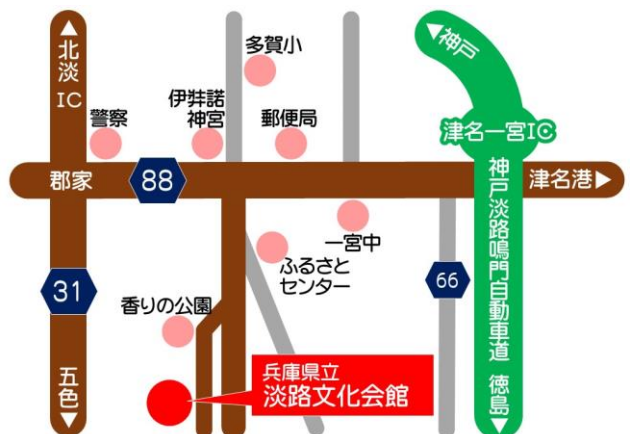 ▲北淡IC
多賀小
◀神戸
警察
伊弉諾
神宮
郵便局
津名一宮IC
郡家
88
津名港▶
神戸淡路鳴門自動車道
一宮中
ふるさと
センター
66
31
香りの公園
兵庫県立
淡路文化会館
五色▼
徳島▼